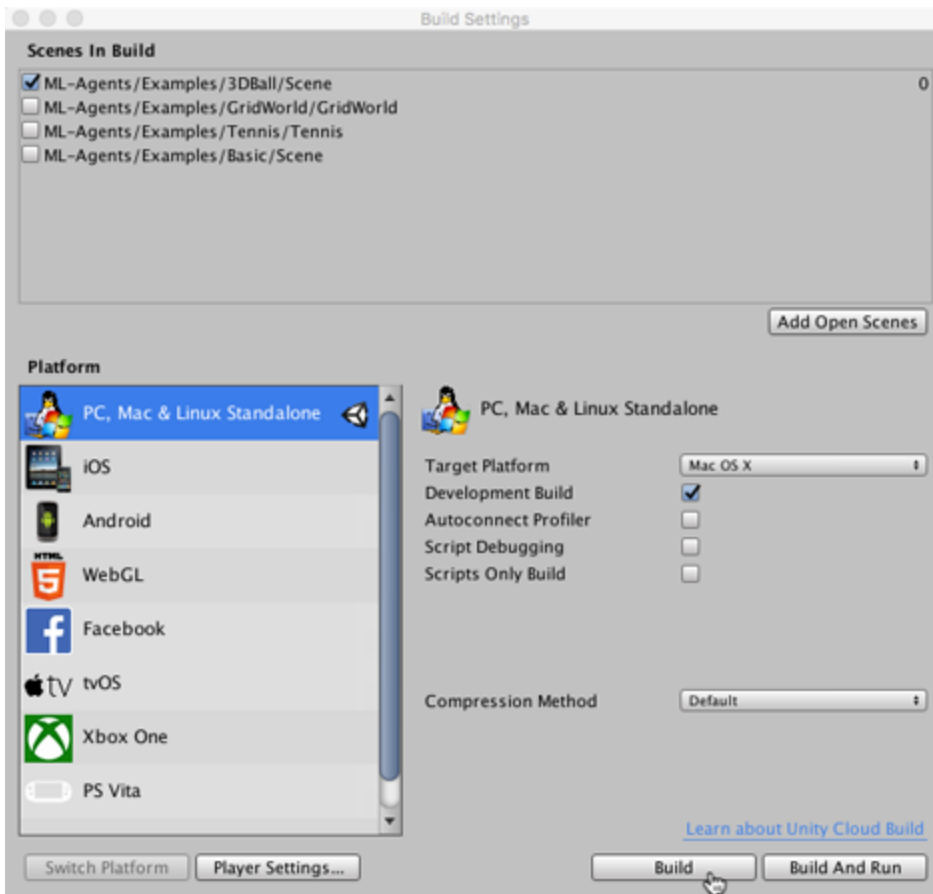 Build Settings
Scenes In Build
ML-Agents/Examples/3DBall/Scene 0
ML-Agents/Examples/GridWorld/GridWorld
ML-Agents/Examples/Tennis/Tennis
ML-Agents/Examples/Basic/Scene
Add Open Scenes
Platform
PC, Mac & Linux Standalone
iOS
Android
HTML
5
WebGL
f
Facebook
tv
tvOS
Xbox One
PS Vita
PC, Mac & Linux Standalone
Target Platform Mac OS X
Development Build
Autoconnect Profiler
Script Debugging
Scripts Only Build
Compression Method Default
Learn about Unity Cloud Build
Switch Platform Player Settings... Build Build And Run